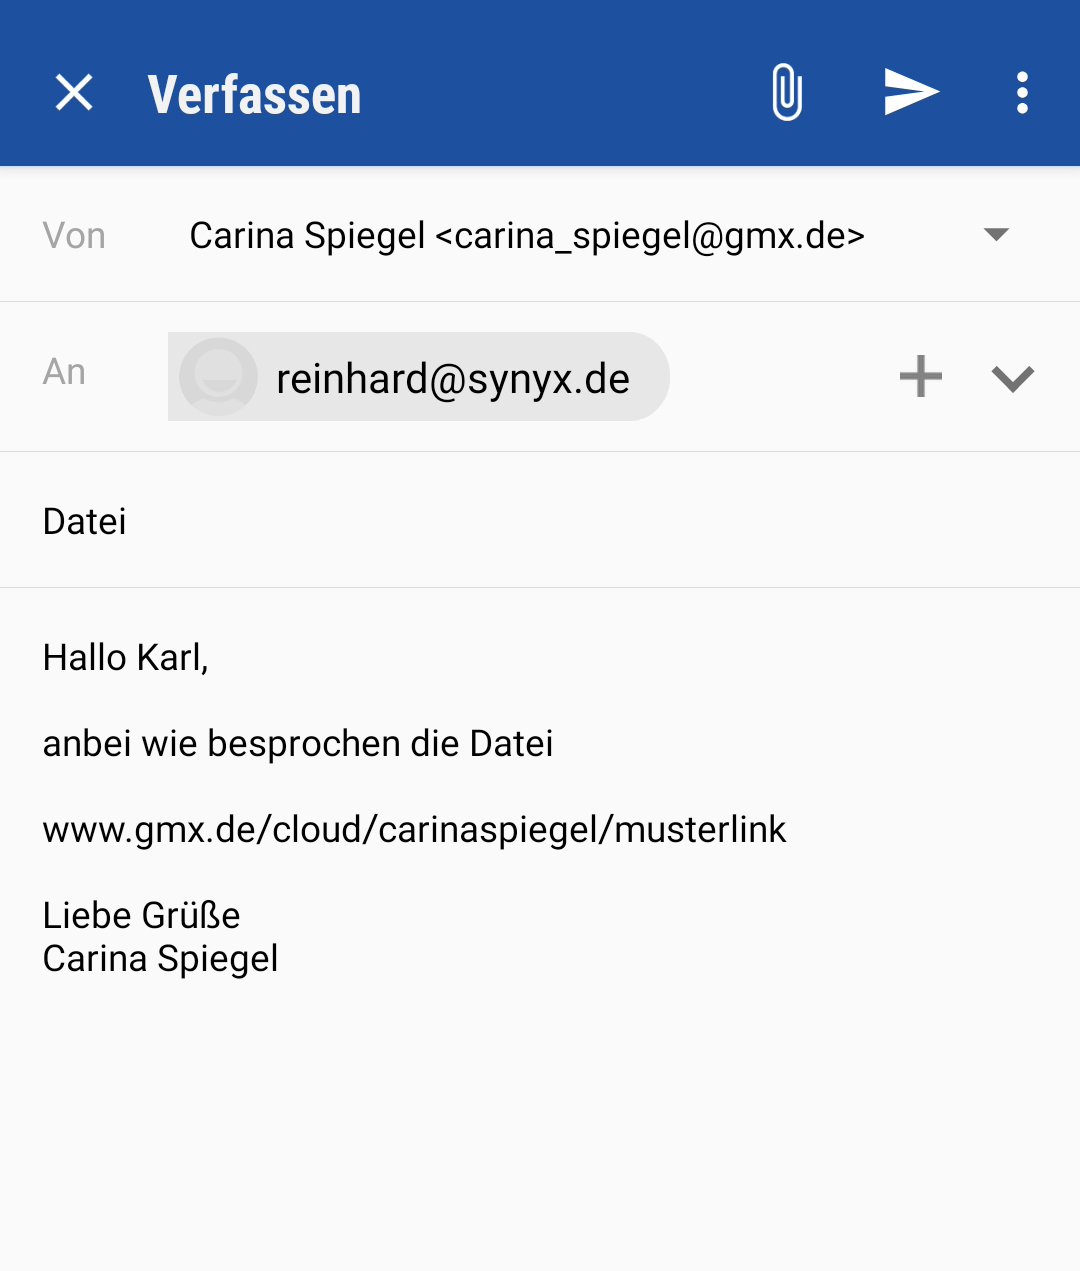 Verfassen
Von Carina Spiegel <carina_spiegel@gmx.de>
An reinhard@synyx.de
Datei
Hallo Karl,
anbei wie besprochen die Datei
www.gmx.de/cloud/carinaspiegel/musterlink
Liebe Grüße
Carina Spiegel